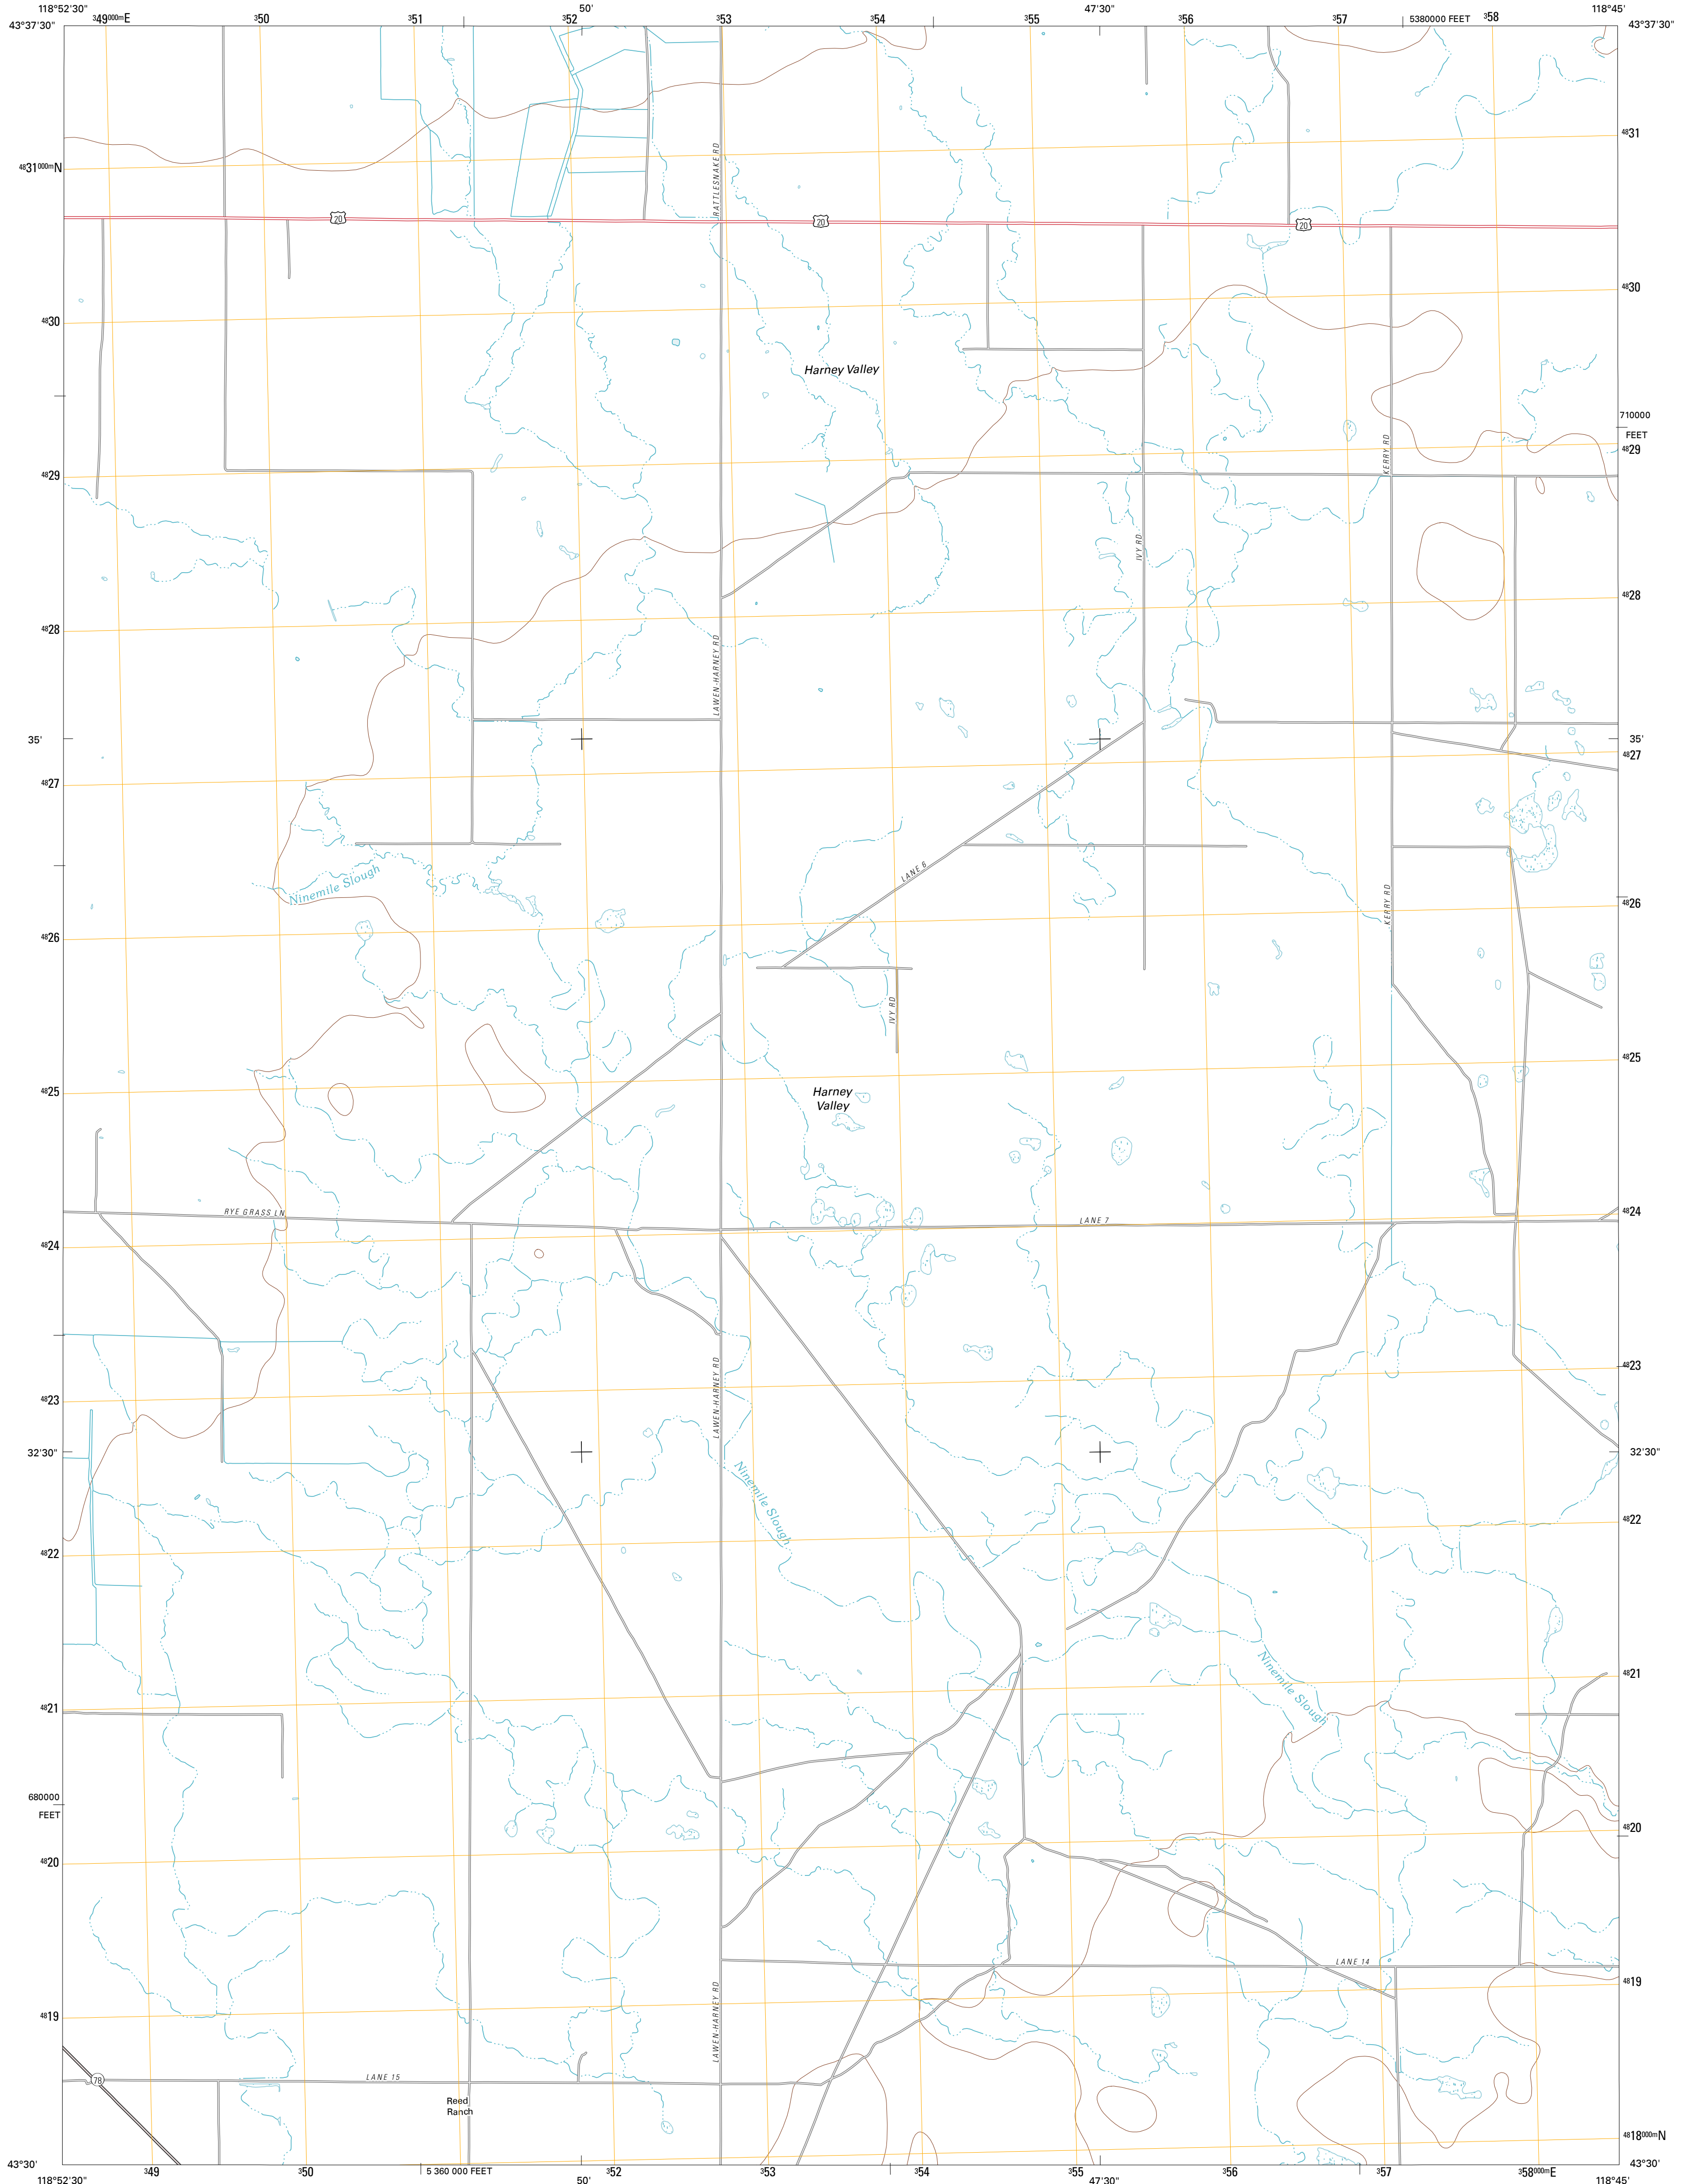 118°52'30"
³49⁰⁰⁰ᵐE
³50
³51
50'
³52
³53
³54
³55
47'30"
³56
³57
5380000 FEET
³58
118°45'
43°37'30"
43°37'30"
⁴⁸31
⁴⁸31⁰⁰⁰ᵐN
RATTLESNAKE RD
20
20
20
⁴⁸30
⁴⁸30
Harney Valley
710000
FEET
⁴⁸29
KERRY RD
⁴⁸29
IVY RD
⁴⁸28
⁴⁸28
LAWEN-HARNEY RD
35'
35'
⁴⁸27
⁴⁸27
LANE 6
Ninemile Slough
KERRY RD
⁴⁸26
⁴⁸26
IVY RD
⁴⁸25
⁴⁸25
Harney
Valley
RYE GRASS LN
LANE 7
⁴⁸24
⁴⁸24
⁴⁸23
⁴⁸23
LAWEN-HARNEY RD
32'30"
32'30"
Ninemile Slough
⁴⁸22
⁴⁸22
Ninemile Slough
⁴⁸21
⁴⁸21
680000
FEET
⁴⁸20
⁴⁸20
LANE 14
⁴⁸19
⁴⁸19
LAWEN-HARNEY RD
78
LANE 15
Reed
Ranch
⁴⁸18⁰⁰⁰ᵐN
43°30'
43°30'
³49
³50
5 360 000 FEET
³52
³53
³54
³55
³56
³57
³58⁰⁰⁰ᵐE
118°52'30"
50'
47'30"
118°45'